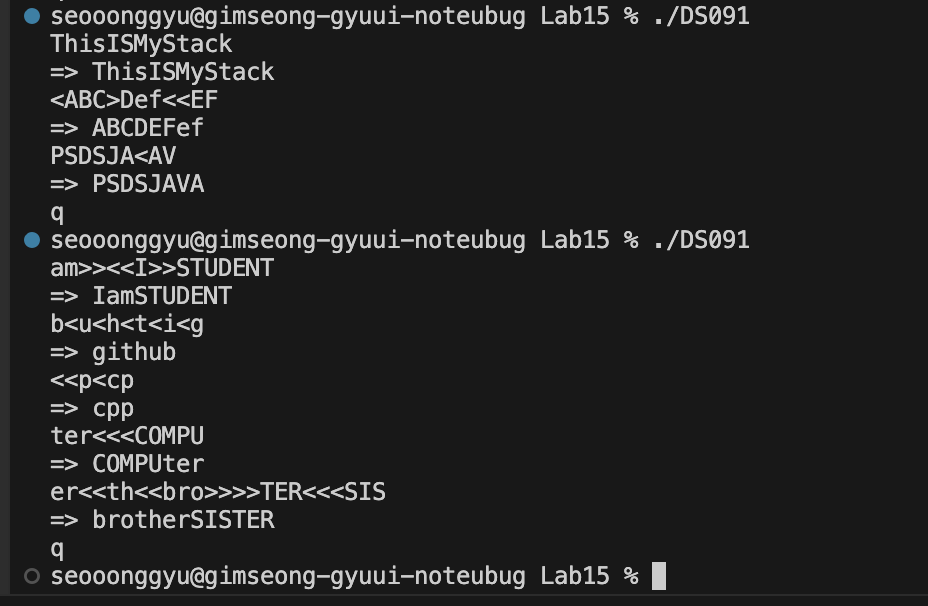 seooonggyu@gimseong-gyuui-noteubug Lab15 % ./DS091
ThisISMyStack
=> ThisISMyStack
<ABC>Def<<EF
=> ABCDEFef
PSDSJA<AV
=> PSDSJAVA
q
seooonggyu@gimseong-gyuui-noteubug Lab15 % ./DS091
am>><<I>>STUDENT
=> IamSTUDENT
b<u<h<t<i<g
=> github
<<p<cp
=> cpp
ter<<<COMPU
=> COMPUter
er<<th<<bro>>>>TER<<<SIS
=> brotherSISTER
q
seooonggyu@gimseong-gyuui-noteubug Lab15 %